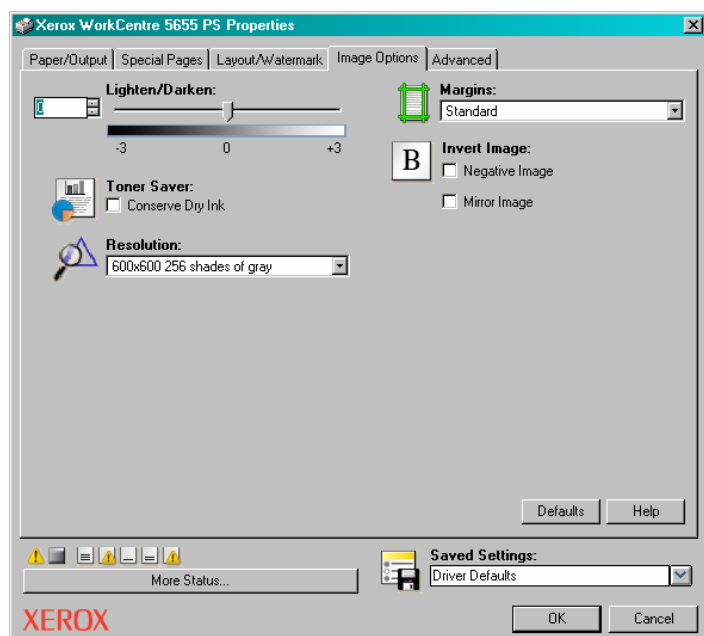 Xerox WorkCentre 5655 PS Properties
Paper/Output Special Pages Layout/Watermark Image Options Advanced
Lighten/Darken:
0
-3 0 +3
Toner Saver:
Conserve Dry Ink
Resolution:
600x600 256 shades of gray
Margins:
Standard
B
Invert Image:
Negative Image
Mirror Image
Defaults Help
More Status...
Saved Settings:
Driver Defaults
XEROX
OK Cancel